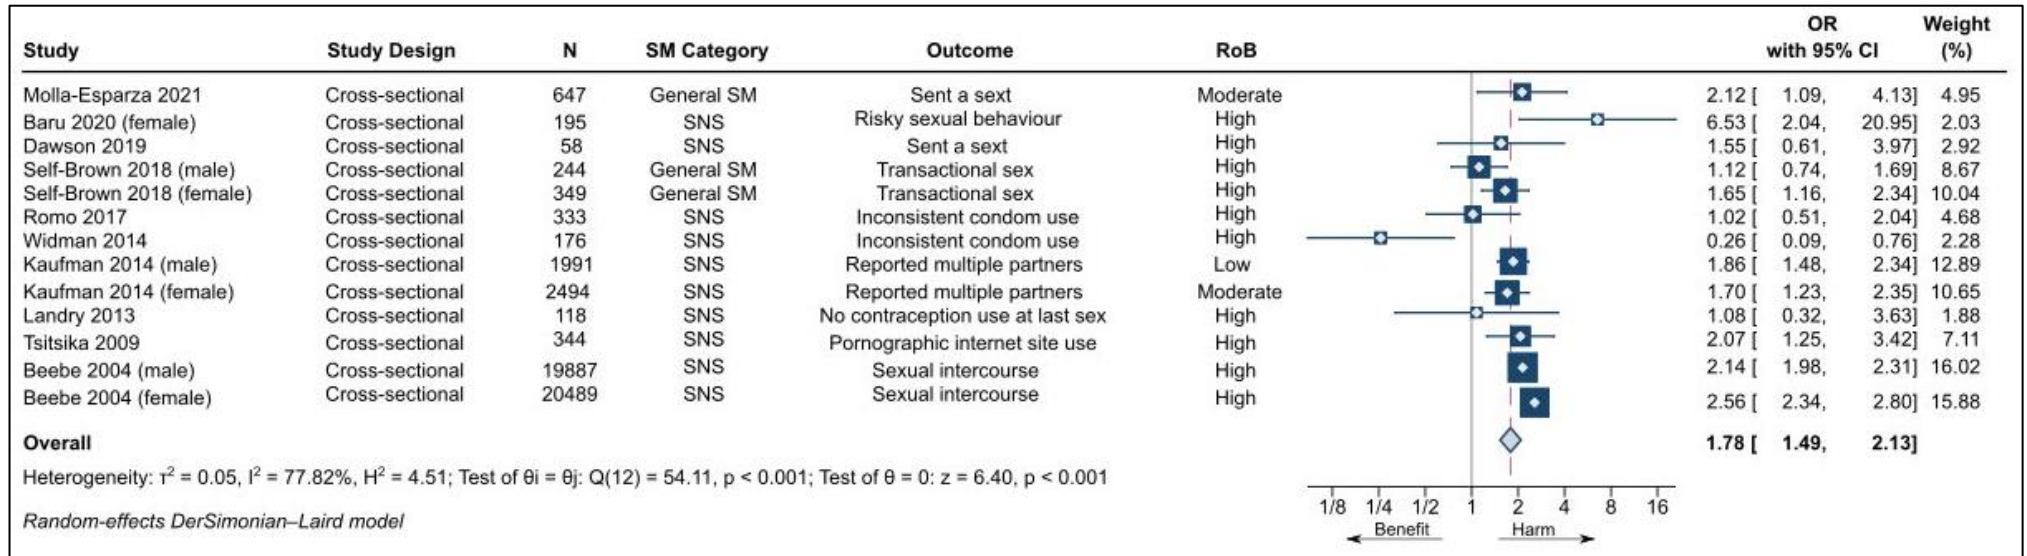 Study Study Design N SM Category Outcome RoB OR with 95% CI Weight (%)
Molla-Esparza 2021 Cross-sectional 647 General SM Sent a sext Moderate 2.12 [ 1.09, 4.13] 4.95
Baru 2020 (female) Cross-sectional 195 SNS Risky sexual behaviour High 6.53 [ 2.04, 20.95] 2.03
Dawson 2019 Cross-sectional 58 SNS Sent a sext High 1.55 [ 0.61, 3.97] 2.92
Self-Brown 2018 (male) Cross-sectional 244 General SM Transactional sex High 1.12 [ 0.74, 1.69] 8.67
Self-Brown 2018 (female) Cross-sectional 349 General SM Transactional sex High 1.65 [ 1.16, 2.34] 10.04
Romo 2017 Cross-sectional 333 SNS Inconsistent condom use High 1.02 [ 0.51, 2.04] 4.68
Widman 2014 Cross-sectional 176 SNS Inconsistent condom use High 0.26 [ 0.09, 0.76] 2.28
Kaufman 2014 (male) Cross-sectional 1991 SNS Reported multiple partners Low 1.86 [ 1.48, 2.34] 12.89
Kaufman 2014 (female) Cross-sectional 2494 SNS Reported multiple partners Moderate 1.70 [ 1.23, 2.35] 10.65
Landry 2013 Cross-sectional 118 SNS No contraception use at last sex High 1.08 [ 0.32, 3.63] 1.88
Tsitsika 2009 Cross-sectional 344 SNS Pornographic internet site use High 2.07 [ 1.25, 3.42] 7.11
Beebe 2004 (male) Cross-sectional 19887 SNS Sexual intercourse High 2.14 [ 1.98, 2.31] 16.02
Beebe 2004 (female) Cross-sectional 20489 SNS Sexual intercourse High 2.56 [ 2.34, 2.80] 15.88
Overall 1.78 [ 1.49, 2.13]
Heterogeneity: τ² = 0.05, I² = 77.82%, H² = 4.51; Test of θi = θj: Q(12) = 54.11, p < 0.001; Test of θ = 0: z = 6.40, p < 0.001
1/8 1/4 1/2 1 2 4 8 16
Random-effects DerSimonian–Laird model
Benefit Harm